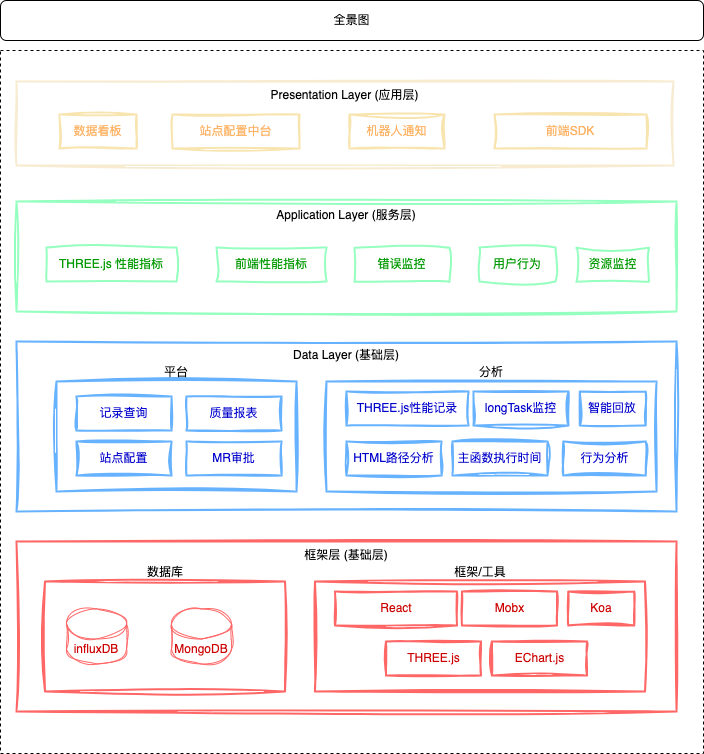 全景图
Presentation Layer (应用层)
数据看板
站点配置中台
机器人通知
前端SDK
Application Layer (服务层)
THREE.js 性能指标
前端性能指标
错误监控
用户行为
资源监控
Data Layer (基础层)
平台
记录查询
质量报表
站点配置
MR审批
分析
THREE.js性能记录
longTask监控
智能回放
HTML路径分析
主函数执行时间
行为分析
框架层 (基础层)
数据库
influxDB
MongoDB
框架/工具
React
Mobx
Koa
THREE.js
EChart.js